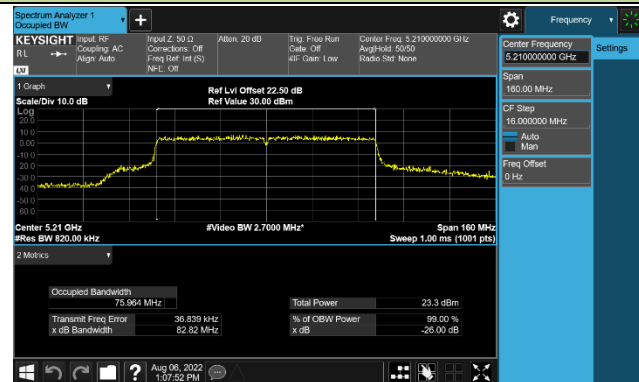 Spectrum Analyzer 1
Occupied BW
Frequency
KEYSIGHT
RL
LXI
Input: RF
Coupling: AC
Align: Auto
Input Z: 50 Ω
Corrections: Off
Freq Ref: Int (S)
NFE: Off
Atten: 20 dB
Trig: Free Run
Gate: Off
#IF Gain: Low
Center Freq: 5.210000000 GHz
Avg|Hold: 50/50
Radio Std: None
Center Frequency
5.210000000 GHz
Settings
Span
160.00 MHz
CF Step
16.000000 MHz
Auto
Man
Freq Offset
0 Hz
1 Graph
Scale/Div 10.0 dB
Ref Lvl Offset 22.50 dB
Ref Value 30.00 dBm
Log
20.0
10.0
0.00
-10.0
-20.0
-30.0
-40.0
-50.0
-60.0
Center 5.21 GHz
#Res BW 820.00 kHz
#Video BW 2.7000 MHz*
Span 160 MHz
Sweep 1.00 ms (1001 pts)
2 Metrics
Occupied Bandwidth
75.964 MHz
Total Power 23.3 dBm
Transmit Freq Error 36.839 kHz
% of OBW Power 99.00 %
x dB Bandwidth 82.82 MHz
x dB -26.00 dB
?
Aug 06, 2022
1:07:52 PM